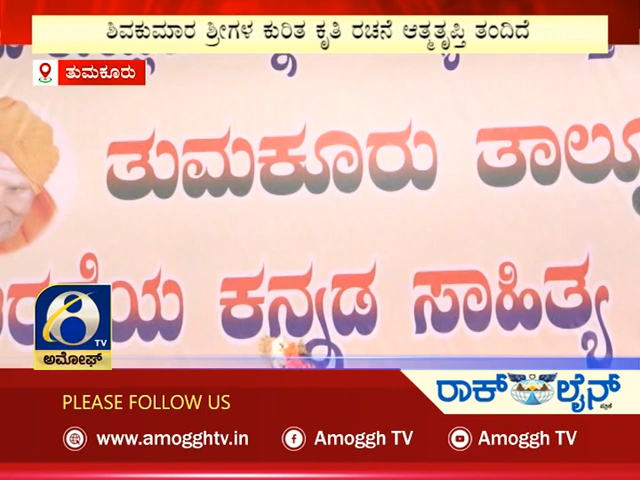 ಶಿವಕುಮಾರ ಶ್ರೀಗಳ ಕುರಿತ ಕೃತಿ ರಚನೆ ಆತ್ಮತೃಪ್ತಿ ತಂದಿದೆ
ತುಮಕೂರು
ತುಮಕೂರು ತಾಲ್ಲೂ
ಕನ್ನಡ ಸಾಹಿತ್ಯ
TV
ಅಮೋಘ್
ರಾಕ್ ಲೈನ್
PLEASE FOLLOW US
www.amogghtv.in
Amoggh TV
Amoggh TV